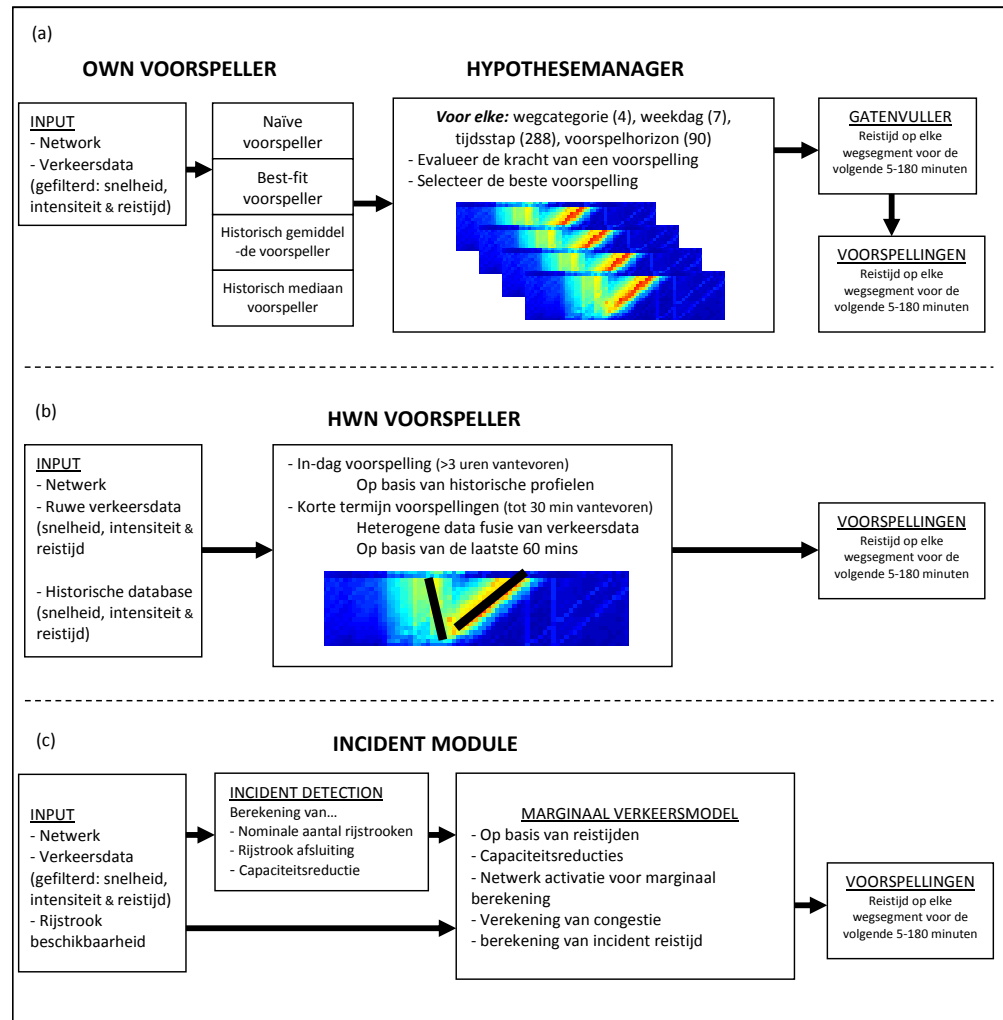 (a)
OWN VOORSPELLER
HYPOTHESEMANAGER
INPUT
- Network
- Verkeersdata
(gefilterd: snelheid,
intensiteit & reistijd)
Naïve
voorspeller
Best-fit
voorspeller
Historisch gemiddel
-de voorspeller
Historisch mediaan
voorspeller
Voor elke: wegcategorie (4), weekdag (7),
tijdsstap (288), voorspelhorizon (90)
- Evalueer de kracht van een voorspelling
- Selecteer de beste voorspelling
GATENVULLER
Reistijd op elke
wegsegment voor de
volgende 5-180 minuten
VOORSPELLINGEN
Reistijd op elke
wegsegment voor de
volgende 5-180 minuten
(b)
HWN VOORSPELLER
INPUT
- Netwerk
- Ruwe verkeersdata
(snelheid, intensiteit &
reistijd
- Historische database
(snelheid, intensiteit &
reistijd)
- In-dag voorspelling (>3 uren vantevoren)
Op basis van historische profielen
- Korte termijn voorspellingen (tot 30 min vantevoren)
Heterogene data fusie van verkeersdata
Op basis van de laatste 60 mins
VOORSPELLINGEN
Reistijd op elke
wegsegment voor de
volgende 5-180 minuten
(c)
INCIDENT MODULE
INPUT
- Netwerk
- Verkeersdata
(gefilterd: snelheid,
intensiteit & reistijd)
- Rijstrook
beschikbaarheid
INCIDENT DETECTION
Berekening van…
- Nominale aantal rijstrooken
- Rijstrook afsluiting
- Capaciteitsreductie
MARGINAAL VERKEERSMODEL
- Op basis van reistijden
- Capaciteitsreducties
- Netwerk activatie voor marginaal
berekening
- Verekening van congestie
- berekening van incident reistijd
VOORSPELLINGEN
Reistijd op elke
wegsegment voor de
volgende 5-180 minuten